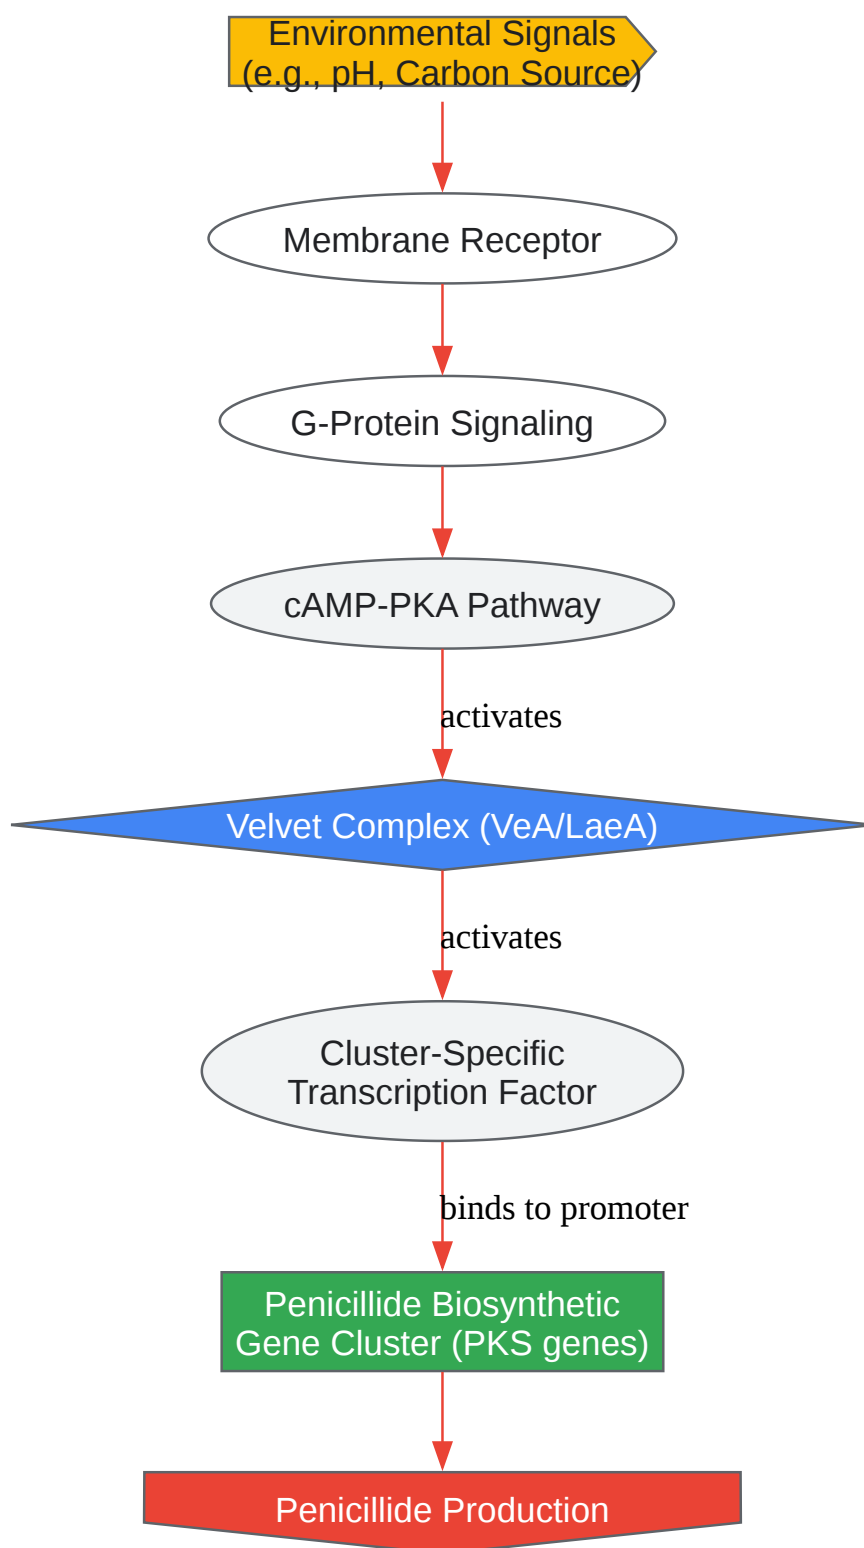 Environmental Signals
(e.g., pH, Carbon Source)
Membrane Receptor
G-Protein Signaling
cAMP-PKA Pathway
activates
Velvet Complex (VeA/LaeA)
activates
Cluster-Specific
Transcription Factor
binds to promoter
Penicillide Biosynthetic
Gene Cluster (PKS genes)
Penicillide Production